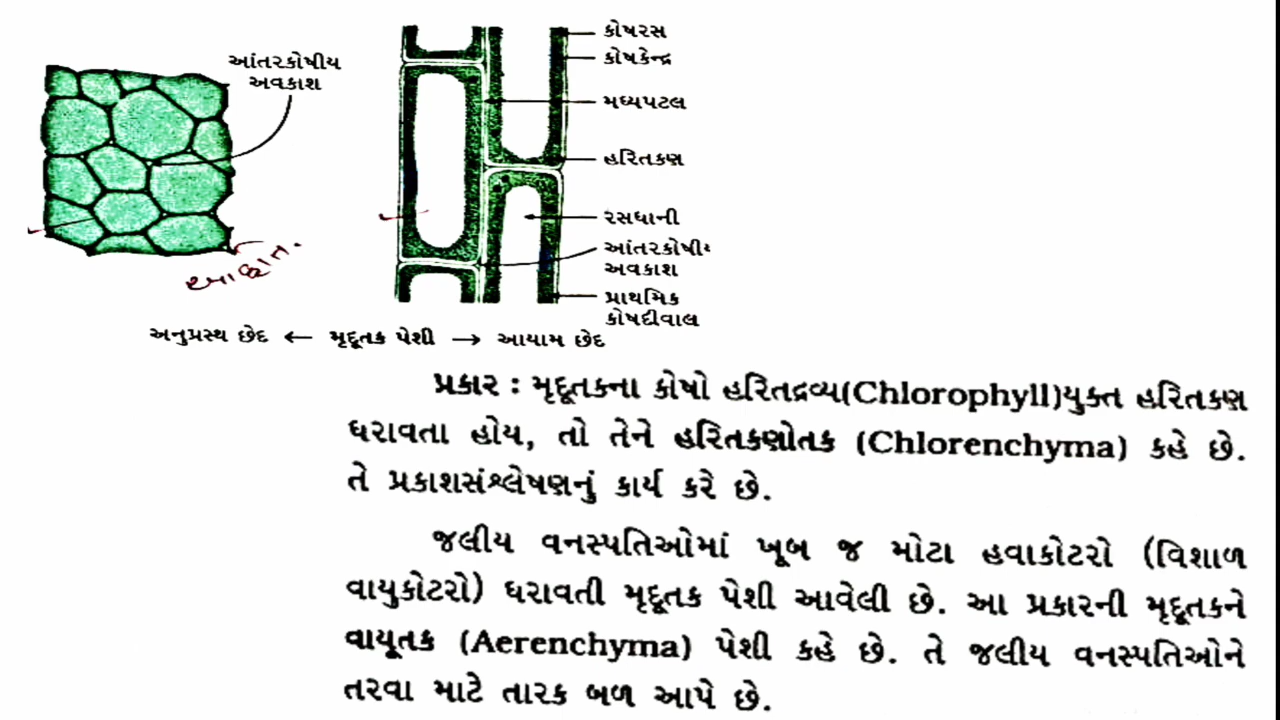 આંતરકોષીય
અવકાશ
કોષરસ
કોષકેન્દ્ર
મધ્યપટલ
હરિતકણ
રસધાની
આંતરકોષીય
અવકાશ
પ્રાથમિક
કોષદીવાલ
અનુપ્રસ્થ છેદ ← મૃદૂતક પેશી → આયામ છેદ
પ્રકાર : મૃદૂતકના કોષો હરિતદ્રવ્ય(Chlorophyll)યુક્ત હરિતકણ
ધરાવતા હોય, તો તેને હરિતકણોતક (Chlorenchyma) કહે છે.
તે પ્રકાશસંશ્લેષણનું કાર્ય કરે છે.
જલીય વનસ્પતિઓમાં ખૂબ જ મોટા હવાકોટરો (વિશાળ
વાયુકોટરો) ધરાવતી મૃદૂતક પેશી આવેલી છે. આ પ્રકારની મૃદૂતકને
વાયૂતક (Aerenchyma) પેશી કહે છે. તે જલીય વનસ્પતિઓને
તરવા માટે તારક બળ આપે છે.